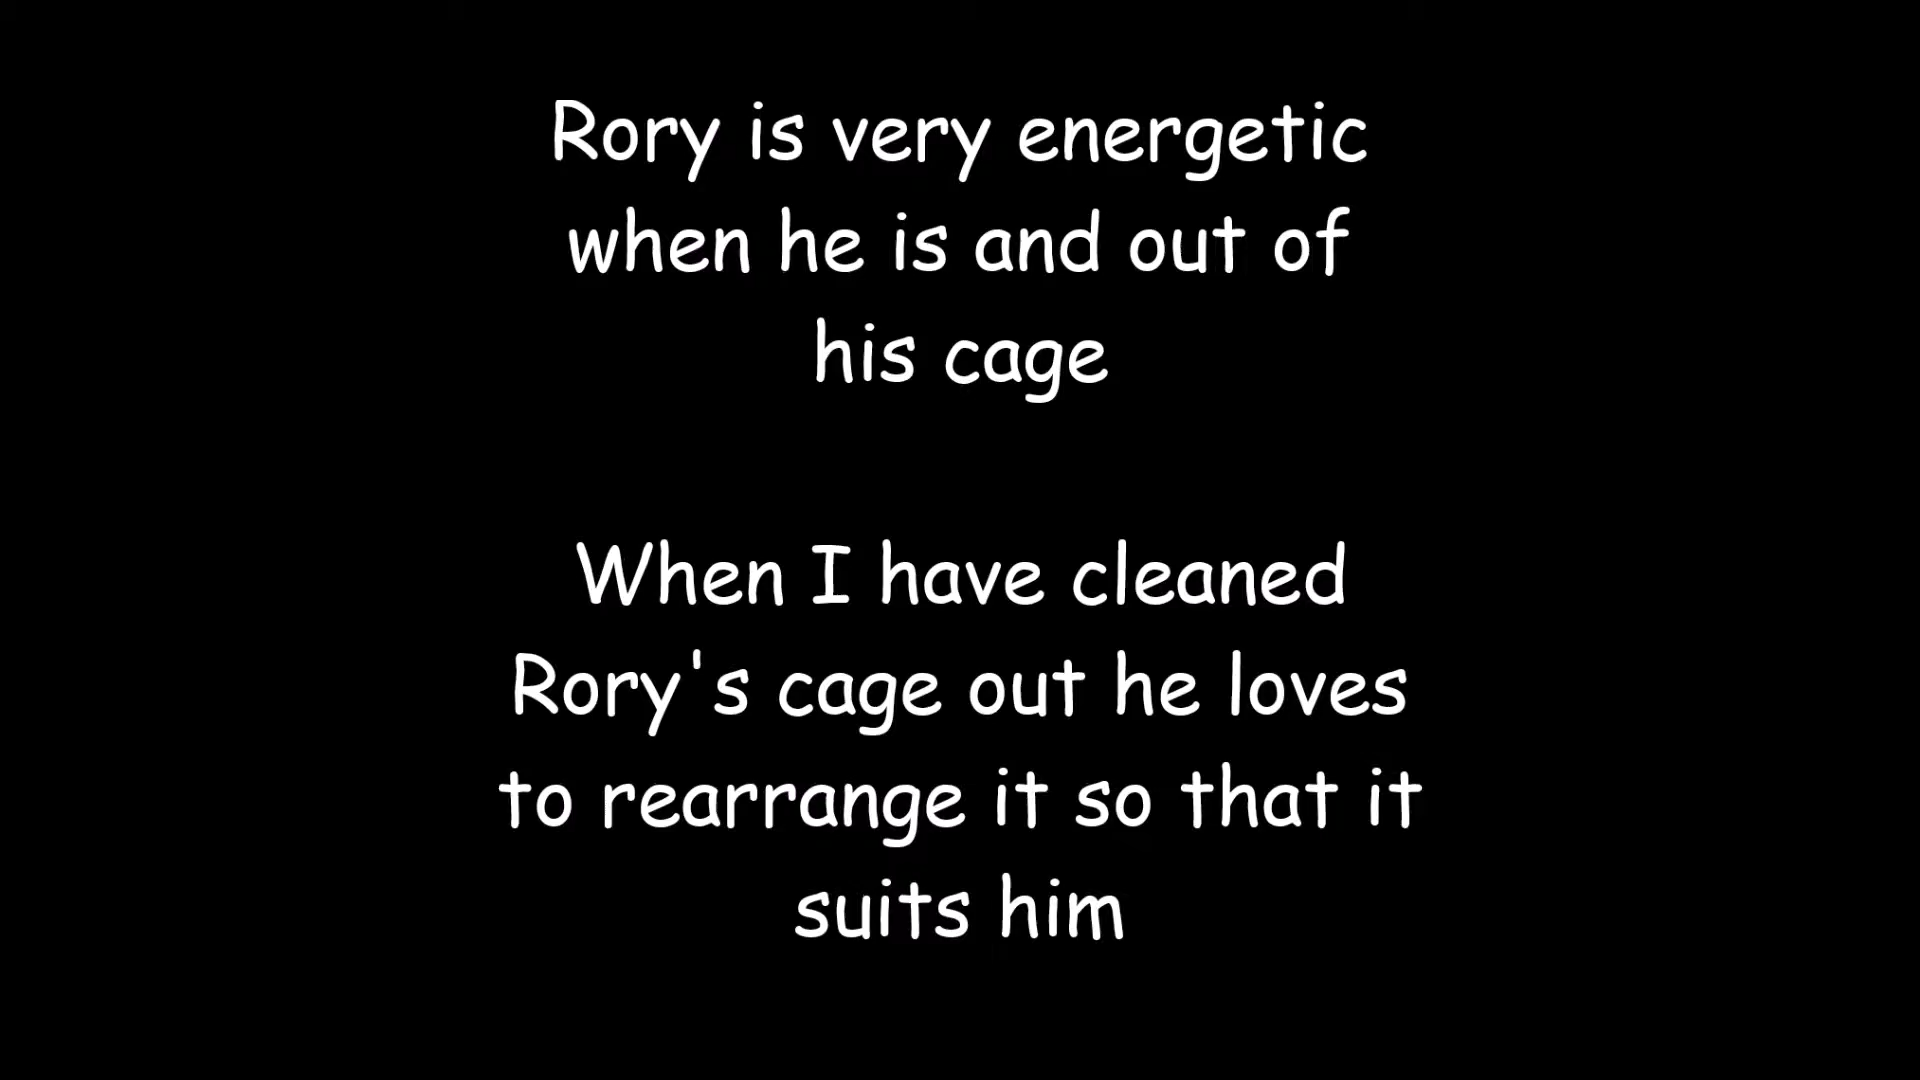 Rory is very energetic
when he is and out of
his cage
When I have cleaned
Rory's cage out he loves
to rearrange it so that it
suits him